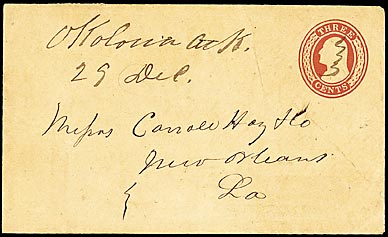 Okolona Ark.
29 Dec.
THREE
CENTS
Messrs Carroll Hoy & Co
New Orleans
La